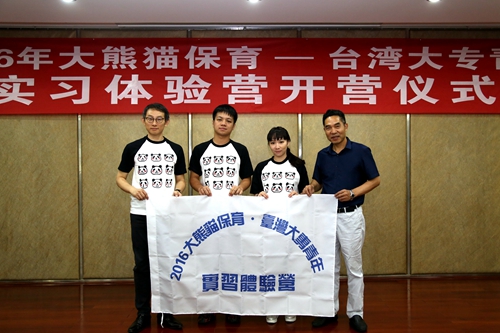 6年大熊猫保育 — 台湾大专青
实习体验营开营仪式
2016大熊貓保育·臺灣大專青年
實習體驗營